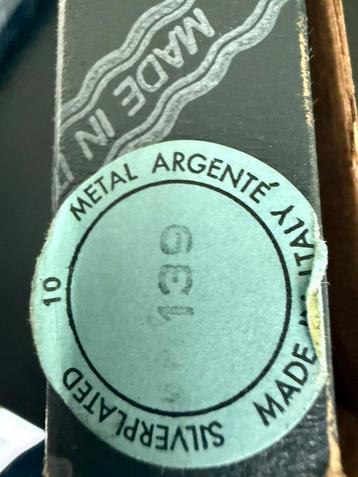 MADE IN
METAL ARGENTÉ
MADE IN ITALY
SILVERPLATED
10
139